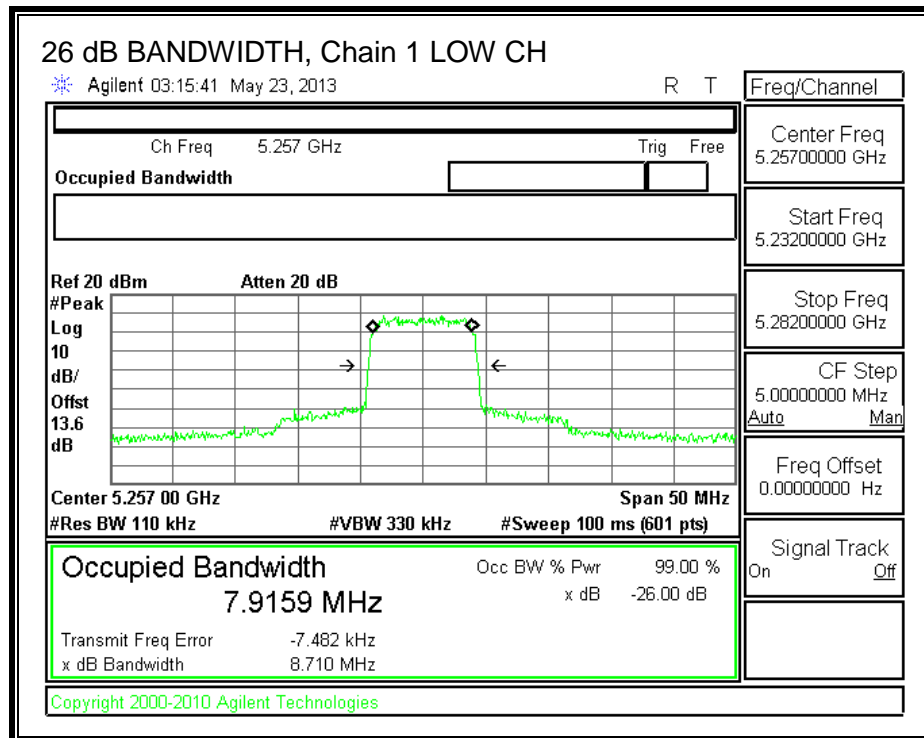 26 dB BANDWIDTH, Chain 1 LOW CH
Agilent 03:15:41 May 23, 2013 R T
Freq/Channel
Ch Freq 5.257 GHz Trig Free
Occupied Bandwidth
Center Freq
5.25700000 GHz
Start Freq
5.23200000 GHz
Stop Freq
5.28200000 GHz
CF Step
5.00000000 MHz
Auto Man
Freq Offset
0.00000000 Hz
Signal Track
On Off
Ref 20 dBm Atten 20 dB
#Peak
Log
10
dB/
Offst
13.6
dB
Center 5.257 00 GHz Span 50 MHz
#Res BW 110 kHz #VBW 330 kHz #Sweep 100 ms (601 pts)
Occupied Bandwidth
7.9159 MHz
Occ BW % Pwr 99.00 %
x dB -26.00 dB
Transmit Freq Error -7.482 kHz
x dB Bandwidth 8.710 MHz
Copyright 2000-2010 Agilent Technologies